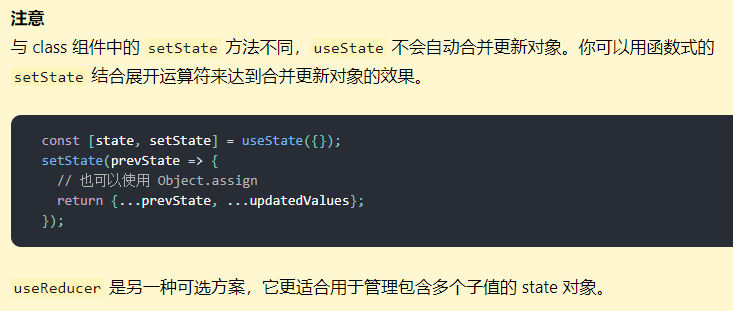 注意
与 class 组件中的 setState 方法不同，useState 不会自动合并更新对象。你可以用函数式的
setState 结合展开运算符来达到合并更新对象的效果。
const [state, setState] = useState({});
setState(prevState => {
  // 也可以使用 Object.assign
  return {...prevState, ...updatedValues};
});
useReducer 是另一种可选方案，它更适合用于管理包含多个子值的 state 对象。